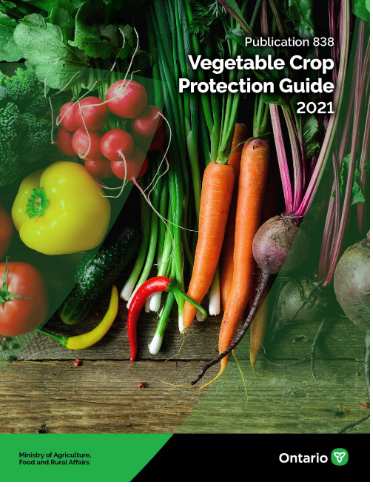 Publication 838
Vegetable Crop
Protection Guide
2021
Ministry of Agriculture,
Food and Rural Affairs
Ontario